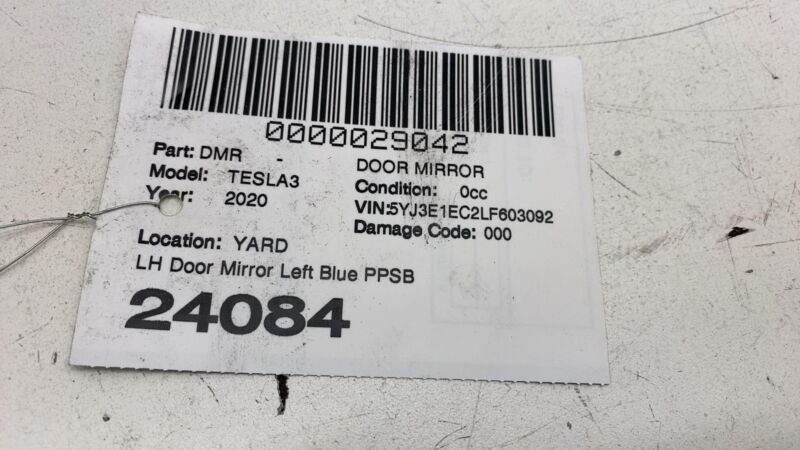 0000029042
Part: DMR - DOOR MIRROR
Model: TESLA3 Condition: 0cc
Year: 2020 VIN:5YJ3E1EC2LF603092
Damage Code: 000
Location: YARD
LH Door Mirror Left Blue PPSB
24084